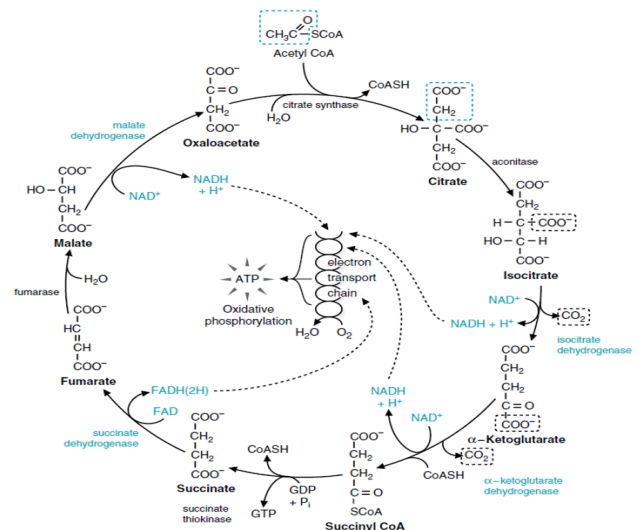 O
CH₃C—SCoA
Acetyl CoA
CoASH
citrate synthase
H₂O
COO⁻
C = O
CH₂
COO⁻
Oxaloacetate
malate
dehydrogenase
COO⁻
CH₂
HO – C – COO⁻
CH₂
COO⁻
Citrate
aconitase
COO⁻
CH₂
H – C – COO⁻
HO – C – H
COO⁻
Isocitrate
NAD⁺
CO₂
NADH + H⁺
isocitrate
dehydrogenase
COO⁻
CH₂
CH₂
C = O
COO⁻
α–Ketoglutarate
NADH
+ H⁺
NAD⁺
CO₂
CoASH
α–ketoglutarate
dehydrogenase
COO⁻
CH₂
CH₂
C = O
SCoA
Succinyl CoA
CoASH
GDP
+ Pi
GTP
succinate
thiokinase
COO⁻
CH₂
CH₂
COO⁻
Succinate
FADH(2H)
FAD
succinate
dehydrogenase
COO⁻
HC
CH
COO⁻
Fumarate
fumarase
H₂O
COO⁻
HO – CH
CH₂
COO⁻
Malate
NAD⁺
NADH
+ H⁺
electron
transport
chain
ATP
Oxidative
phosphorylation
H₂O
O₂